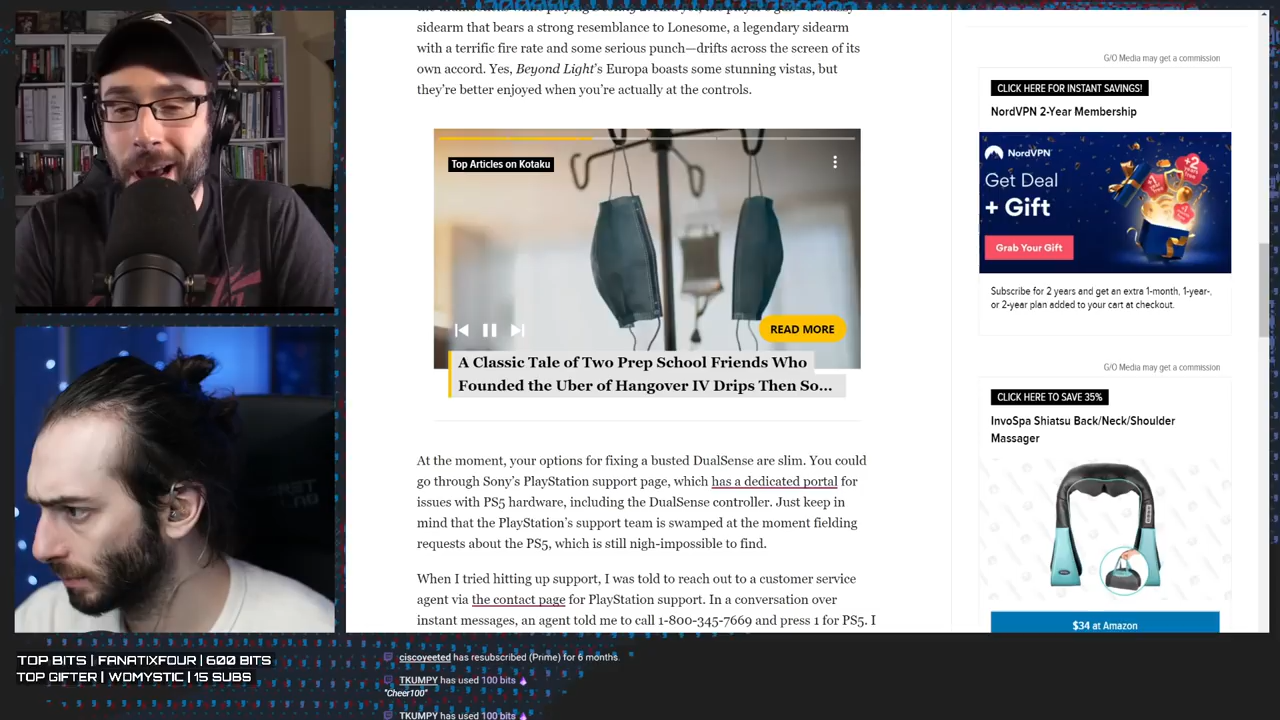 sidearm that bears a strong resemblance to Lonesome, a legendary sidearm
with a terrific fire rate and some serious punch—drifts across the screen of its
own accord. Yes, Beyond Light's Europa boasts some stunning vistas, but
they're better enjoyed when you're actually at the controls.
Top Articles on Kotaku
READ MORE
A Classic Tale of Two Prep School Friends Who
Founded the Uber of Hangover IV Drips Then So...
At the moment, your options for fixing a busted DualSense are slim. You could
go through Sony's PlayStation support page, which has a dedicated portal for
issues with PS5 hardware, including the DualSense controller. Just keep in
mind that the PlayStation's support team is swamped at the moment fielding
requests about the PS5, which is still nigh-impossible to find.
When I tried hitting up support, I was told to reach out to a customer service
agent via the contact page for PlayStation support. In a conversation over
instant messages, an agent told me to call 1-800-345-7669 and press 1 for PS5. I
G/O Media may get a commission
CLICK HERE FOR INSTANT SAVINGS!
NordVPN 2-Year Membership
NordVPN
Get Deal
+ Gift
Grab Your Gift
Subscribe for 2 years and get an extra 1-month, 1-year-,
or 2-year plan added to your cart at checkout.
G/O Media may get a commission
CLICK HERE TO SAVE 35%
InvoSpa Shiatsu Back/Neck/Shoulder
Massager
$34 at Amazon
TOP BITS | FANATIXFOUR | 600 BITS
TOP GIFTER | WDMYSTIC | 15 SUBS
ciscoyeeted has resubscribed (Prime) for 6 months.
TKUMPY has used 100 bits
"Cheer100"
TKUMPY has used 100 bits